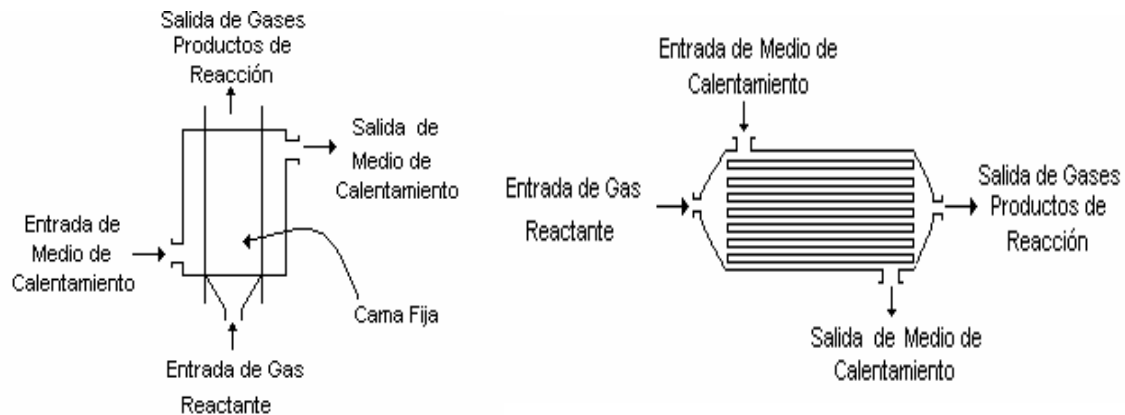 Salida de Gases
Productos de
Reacción
Salida de
Medio de
Calentamiento
Entrada de
Medio de
Calentamiento
Cama Fija
Entrada de Gas
Reactante
Entrada de Medio de
Calentamiento
Entrada de Gas
Reactante
Salida de Gases
Productos de
Reacción
Salida de Medio de
Calentamiento